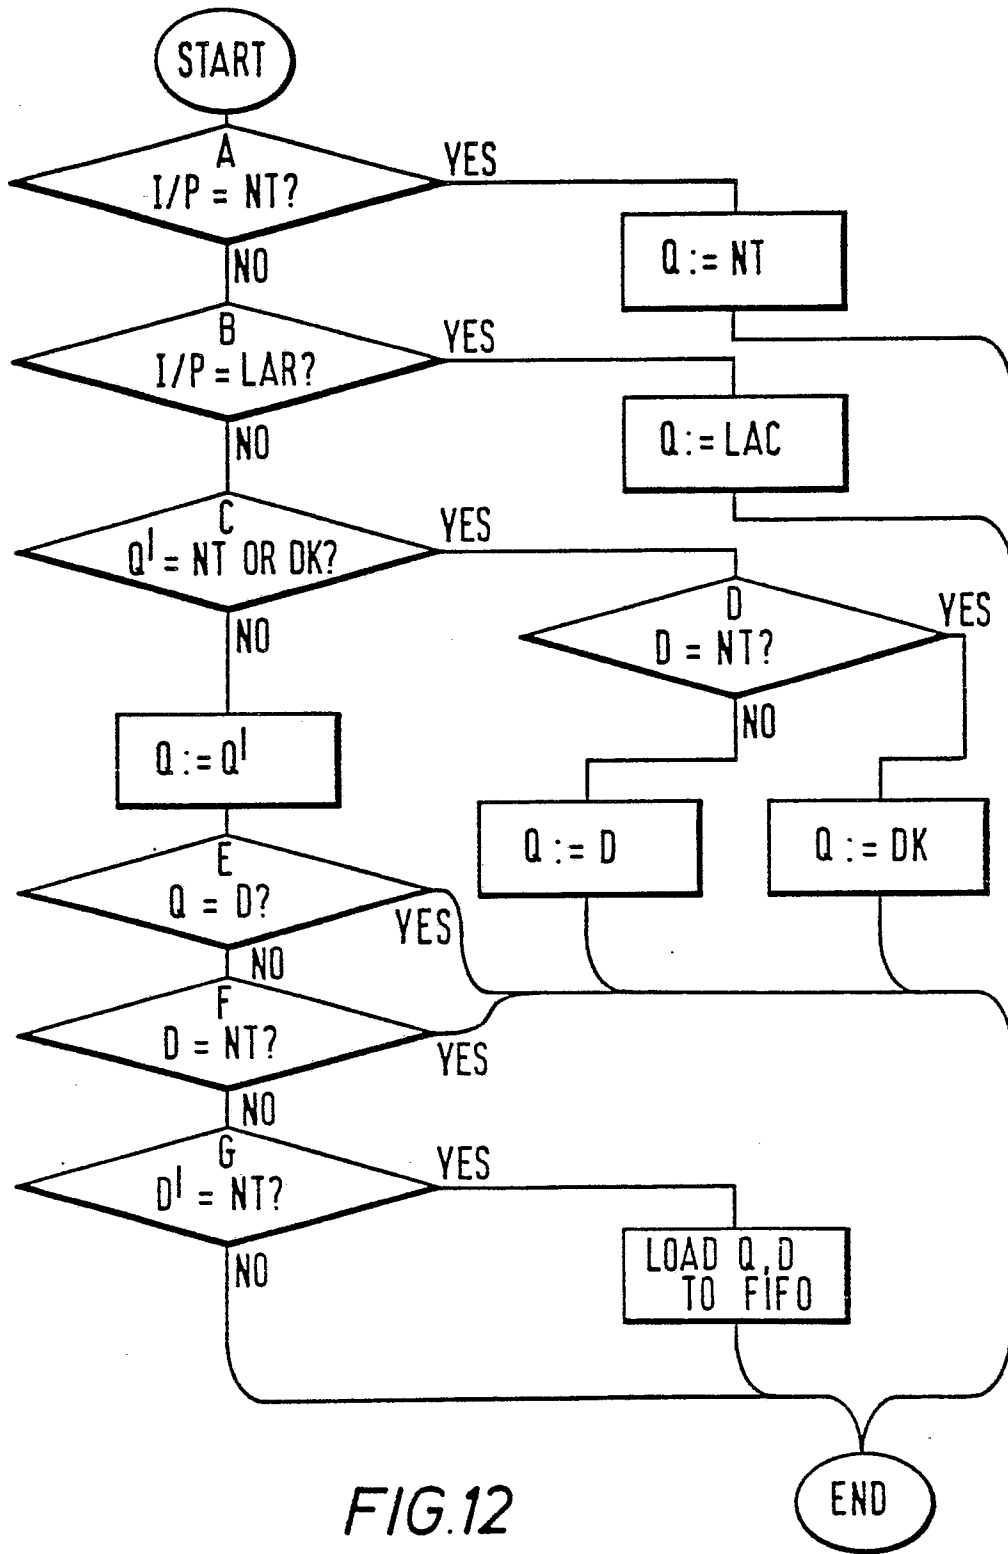 START
A
I/P = NT?
YES
NO
Q := NT
B
I/P = LAR?
YES
NO
Q := LAC
C
Q' = NT OR DK?
YES
NO
D
D = NT?
YES
NO
Q := Q'
Q := D
Q := DK
E
Q = D?
YES
NO
F
D = NT?
YES
NO
G
D' = NT?
YES
NO
LOAD Q,D
TO FIFO
END
FIG.12